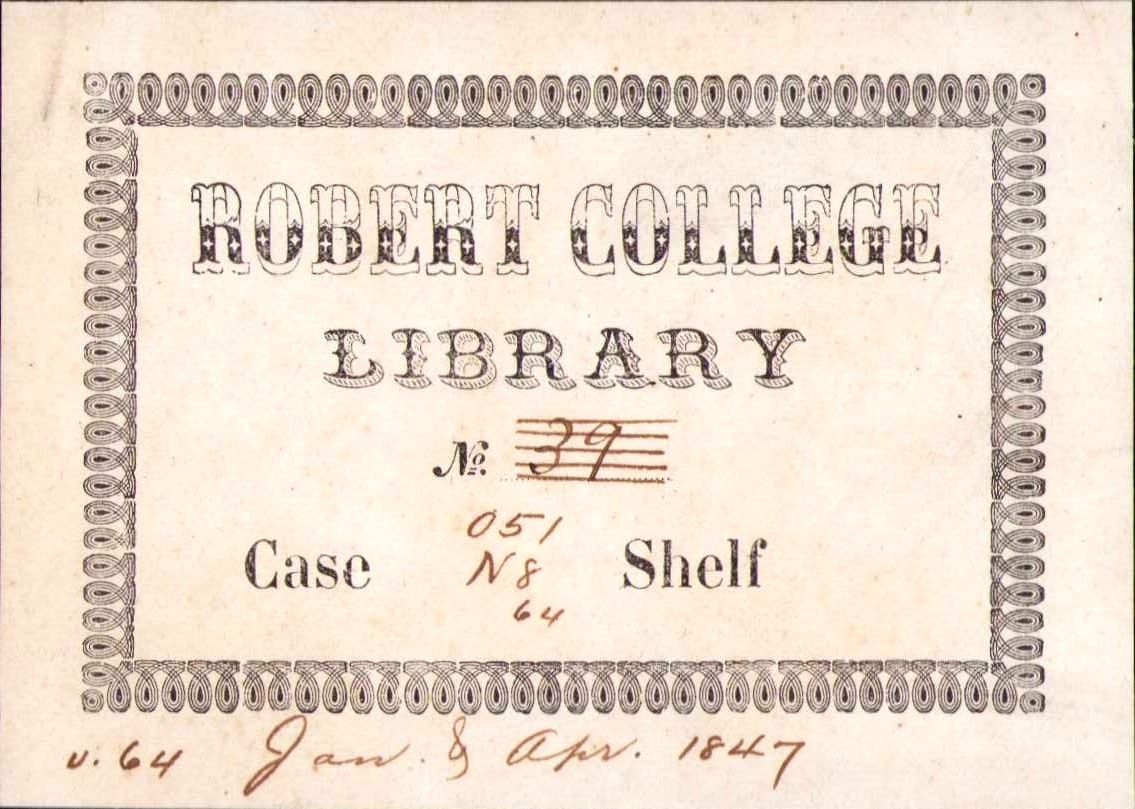 ROBERT COLLEGE
LIBRARY
No. 39
051
Case N8 Shelf
64
v. 64 Jan. & Apr. 1847